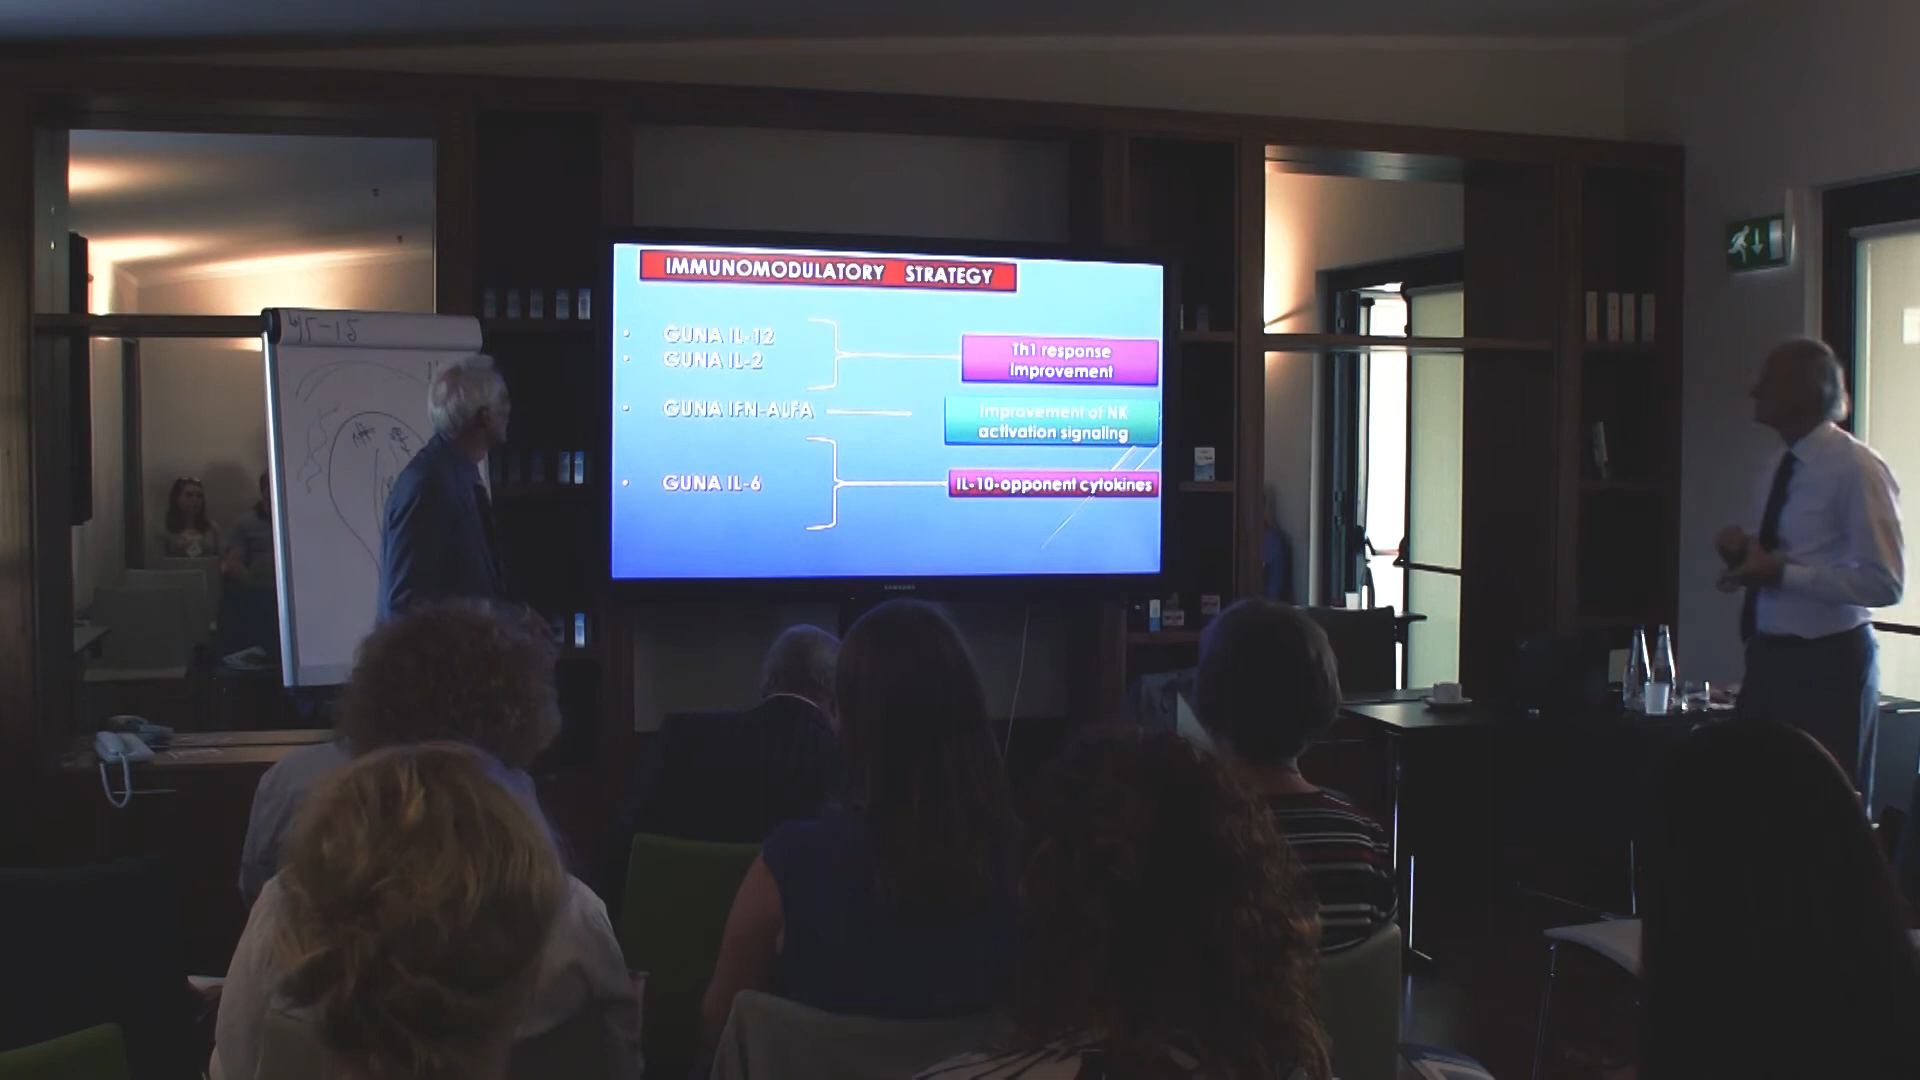 IMMUNOMODULATORY STRATEGY
• GUNA IL-12
• GUNA IL-2
Th1 response
improvement
• GUNA IFN-ALFA
Improvement of NK
activation signaling
• GUNA IL-6
IL-10-opponent cytokines
SAMSUNG